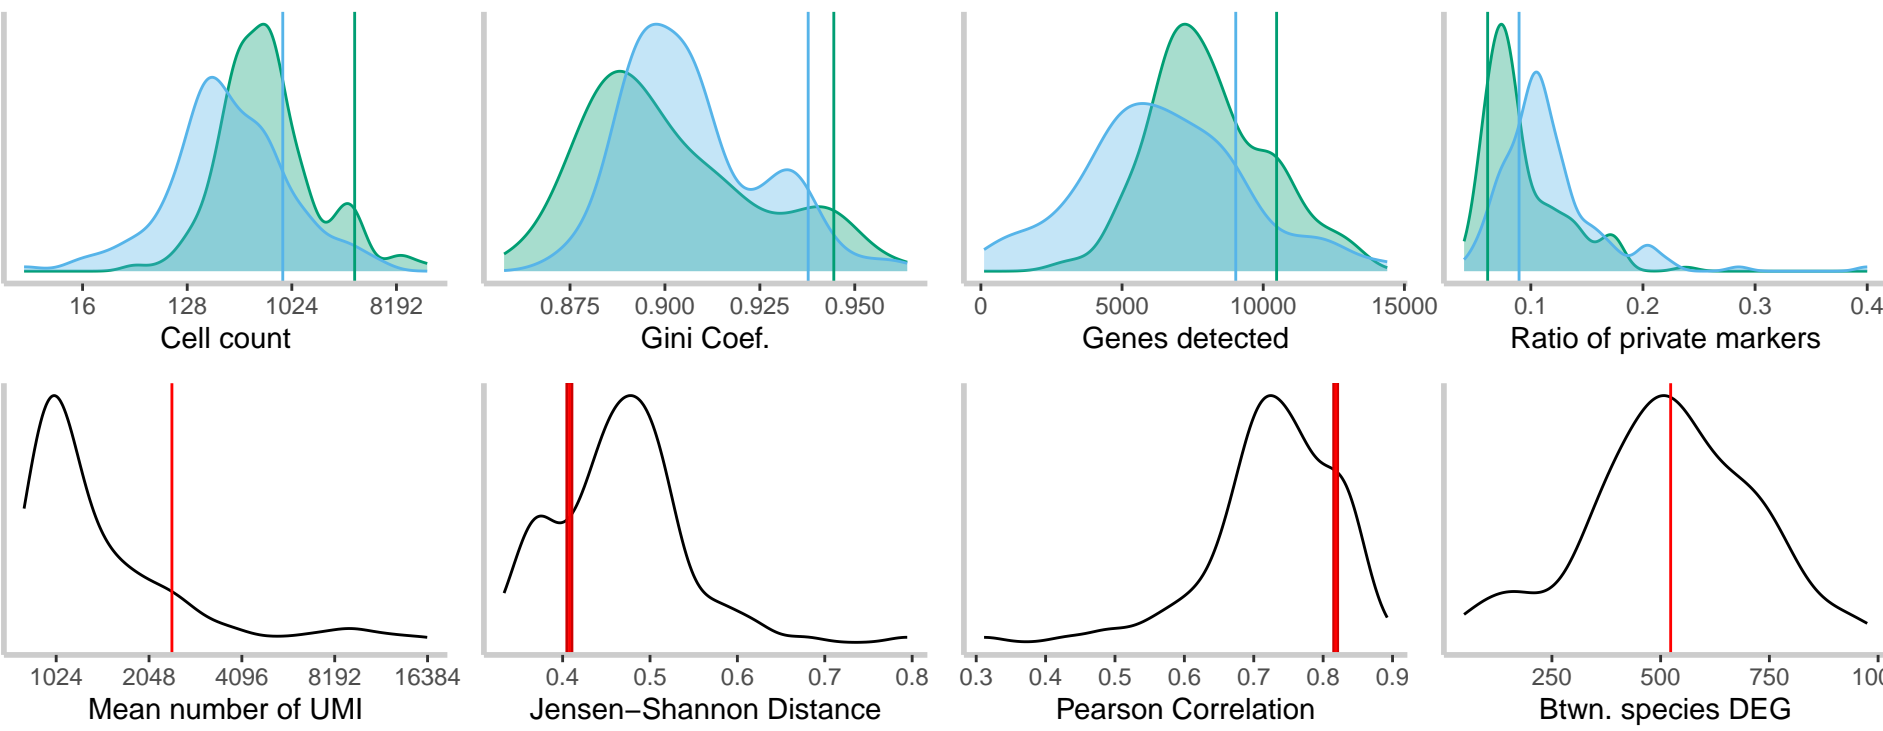 16 128 1024 8192
Cell count
0.875 0.900 0.925 0.950
Gini Coef.
0 5000 10000 15000
Genes detected
0.1 0.2 0.3 0.4
Ratio of private markers
1024 2048 4096 8192 16384
Mean number of UMI
0.4 0.5 0.6 0.7 0.8
Jensen−Shannon Distance
0.3 0.4 0.5 0.6 0.7 0.8 0.9
Pearson Correlation
250 500 750 100
Btwn. species DEG